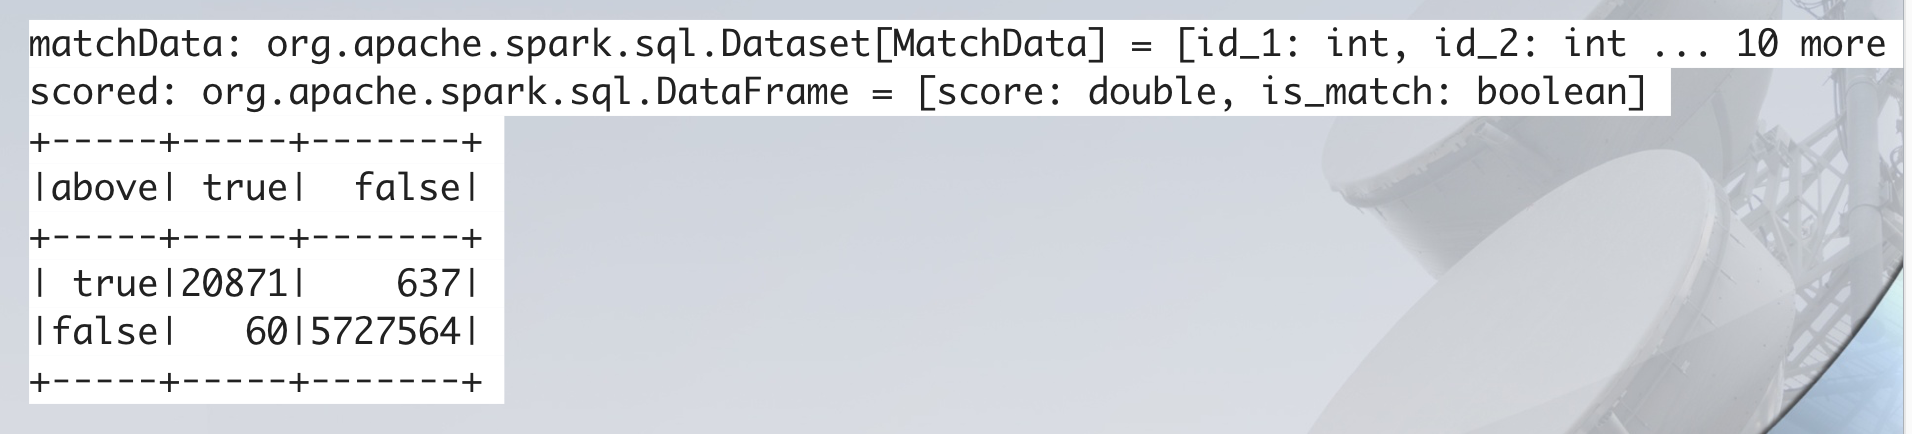 matchData: org.apache.spark.sql.Dataset[MatchData] = [id_1: int, id_2: int ... 10 more
scored: org.apache.spark.sql.DataFrame = [score: double, is_match: boolean]
+-----+-----+-------+
|above| true|  false|
+-----+-----+-------+
| true|20871|    637|
|false|   60|5727564|
+-----+-----+-------+